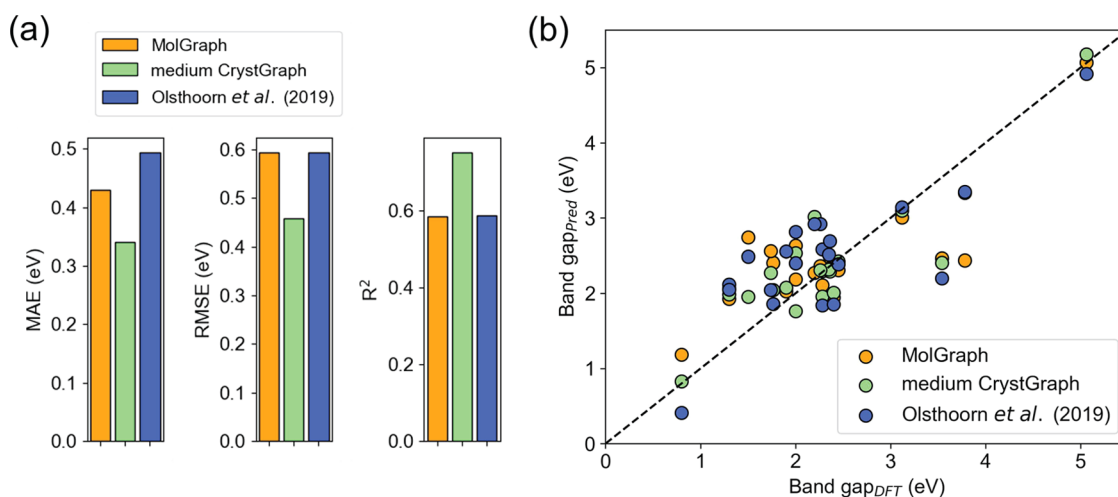 (a)
MolGraph
medium CrystGraph
Olsthoorn et al. (2019)
0.5
0.4
0.3
0.2
0.1
0.0
MAE (eV)
0.6
0.5
0.4
0.3
0.2
0.1
0.0
RMSE (eV)
0.6
0.4
0.2
0.0
R²
(b)
5
4
3
2
1
0
Band gap_Pred (eV)
MolGraph
medium CrystGraph
Olsthoorn et al. (2019)
0 1 2 3 4 5
Band gap_DFT (eV)